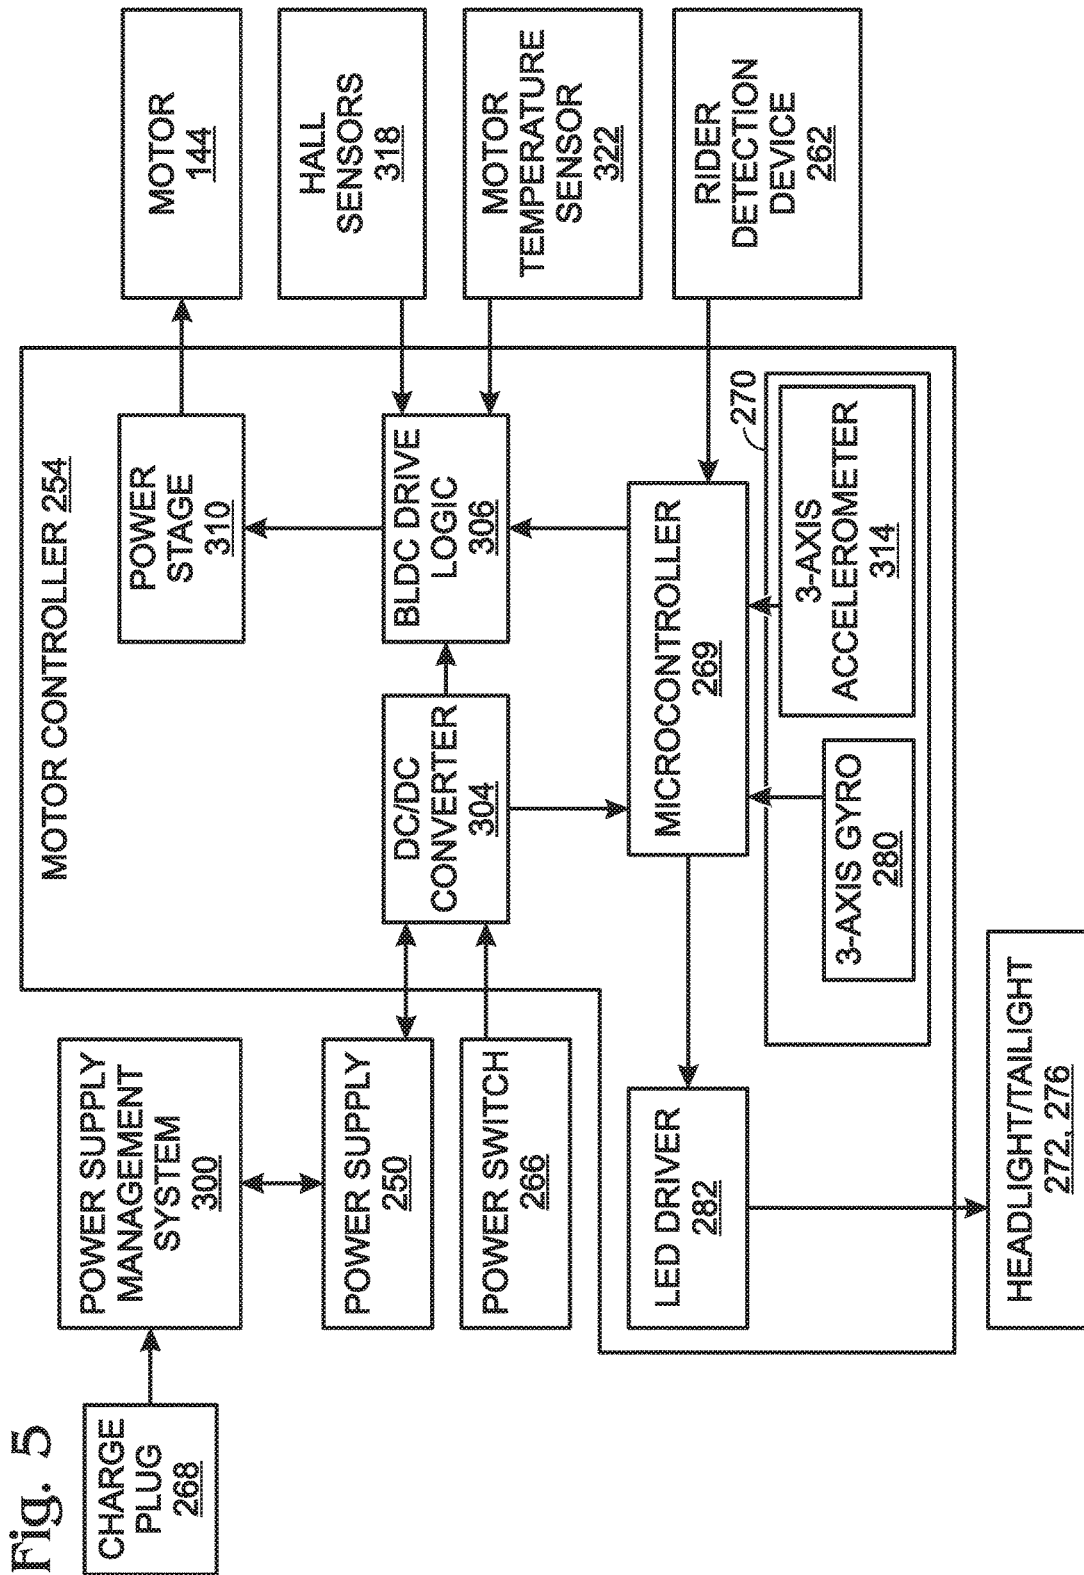 Fig. 5
CHARGE
PLUG
268
POWER SUPPLY
MANAGEMENT
SYSTEM
300
POWER SUPPLY
250
POWER SWITCH
266
MOTOR CONTROLLER 254
DC/DC
CONVERTER
304
POWER
STAGE
310
BLDC DRIVE
LOGIC
306
MICROCONTROLLER
269
LED DRIVER
282
270
3-AXIS GYRO
280
3-AXIS
ACCELEROMETER
314
MOTOR
144
HALL
SENSORS
318
MOTOR
TEMPERATURE
SENSOR
322
RIDER
DETECTION
DEVICE
262
HEADLIGHT/TAILIGHT
272, 276